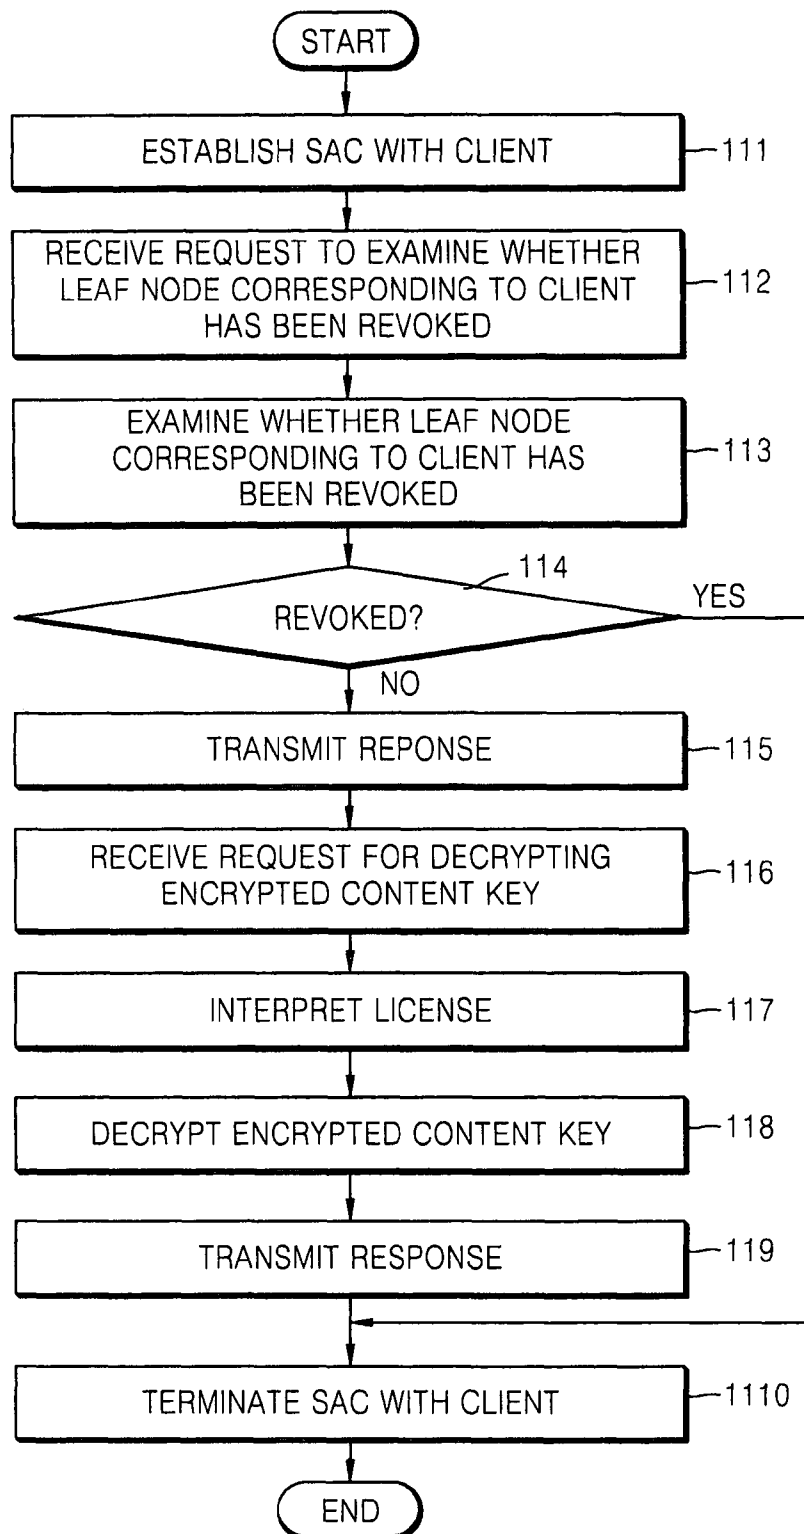 START
ESTABLISH SAC WITH CLIENT
111
RECEIVE REQUEST TO EXAMINE WHETHER
LEAF NODE CORRESPONDING TO CLIENT
HAS BEEN REVOKED
112
EXAMINE WHETHER LEAF NODE
CORRESPONDING TO CLIENT HAS
BEEN REVOKED
113
114
REVOKED?
YES
NO
TRANSMIT REPONSE
115
RECEIVE REQUEST FOR DECRYPTING
ENCRYPTED CONTENT KEY
116
INTERPRET LICENSE
117
DECRYPT ENCRYPTED CONTENT KEY
118
TRANSMIT RESPONSE
119
TERMINATE SAC WITH CLIENT
1110
END